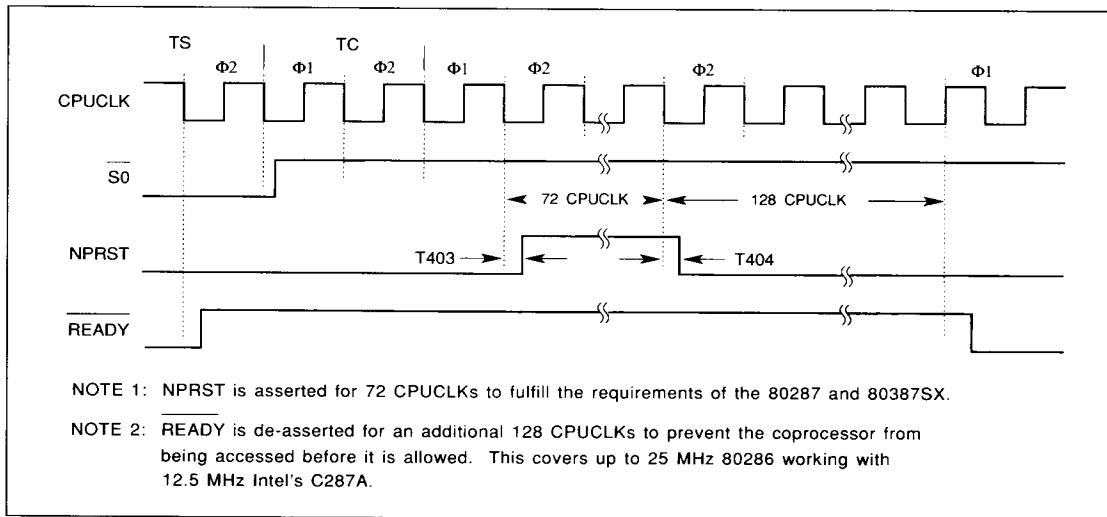 TS TC
Φ2 Φ1 Φ2 Φ1 Φ2 Φ2 Φ1
CPUCLK
S0
72 CPUCLK 128 CPUCLK
NPRST T403 T404
READY
NOTE 1: NPRST is asserted for 72 CPUCLKs to fulfill the requirements of the 80287 and 80387SX.
NOTE 2: READY is de-asserted for an additional 128 CPUCLKs to prevent the coprocessor from
being accessed before it is allowed. This covers up to 25 MHz 80286 working with
12.5 MHz Intel's C287A.